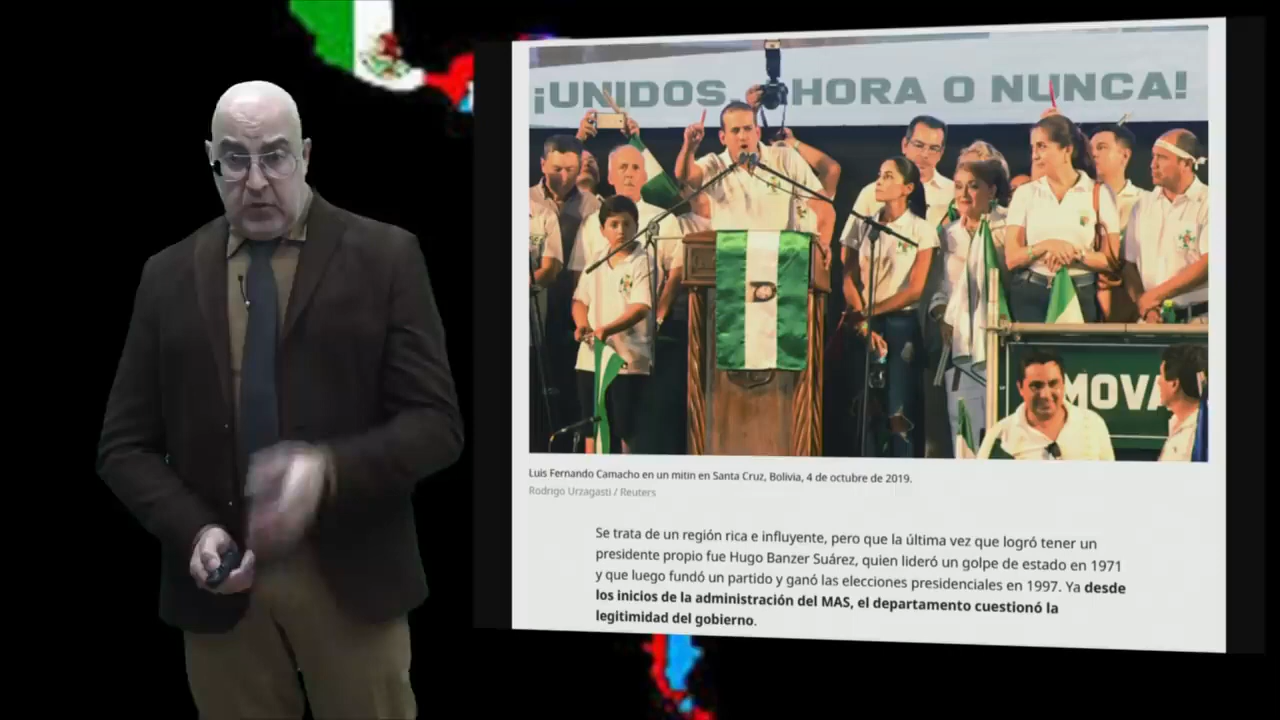 ¡UNIDOS, AHORA O NUNCA!
MOVA
Luis Fernando Camacho en un mitin en Santa Cruz, Bolivia, 4 de octubre de 2019.
Rodrigo Urzagasti / Reuters
Se trata de un región rica e influyente, pero que la última vez que logró tener un
presidente propio fue Hugo Banzer Suárez, quien lideró un golpe de estado en 1971
y que luego fundó un partido y ganó las elecciones presidenciales en 1997. Ya desde
los inicios de la administración del MAS, el departamento cuestionó la
legitimidad del gobierno.